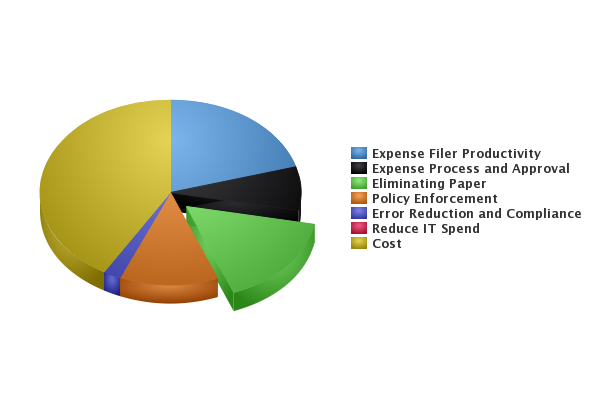 Expense Filer Productivity
Expense Process and Approval
Eliminating Paper
Policy Enforcement
Error Reduction and Compliance
Reduce IT Spend
Cost